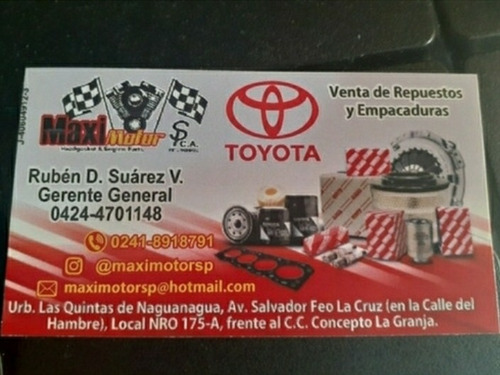 Maxi Motor
SP C.A.
TOYOTA
Venta de Repuestos
y Empacaduras
Rubén D. Suárez V.
Gerente General
0424-4701148
0241-8918791
@maximotorsp
maximotorsp@hotmail.com
Urb. Las Quintas de Naguanagua, Av. Salvador Feo La Cruz (en la Calle del
Hambre), Local NRO 175-A, frente al C.C. Concepto La Granja.